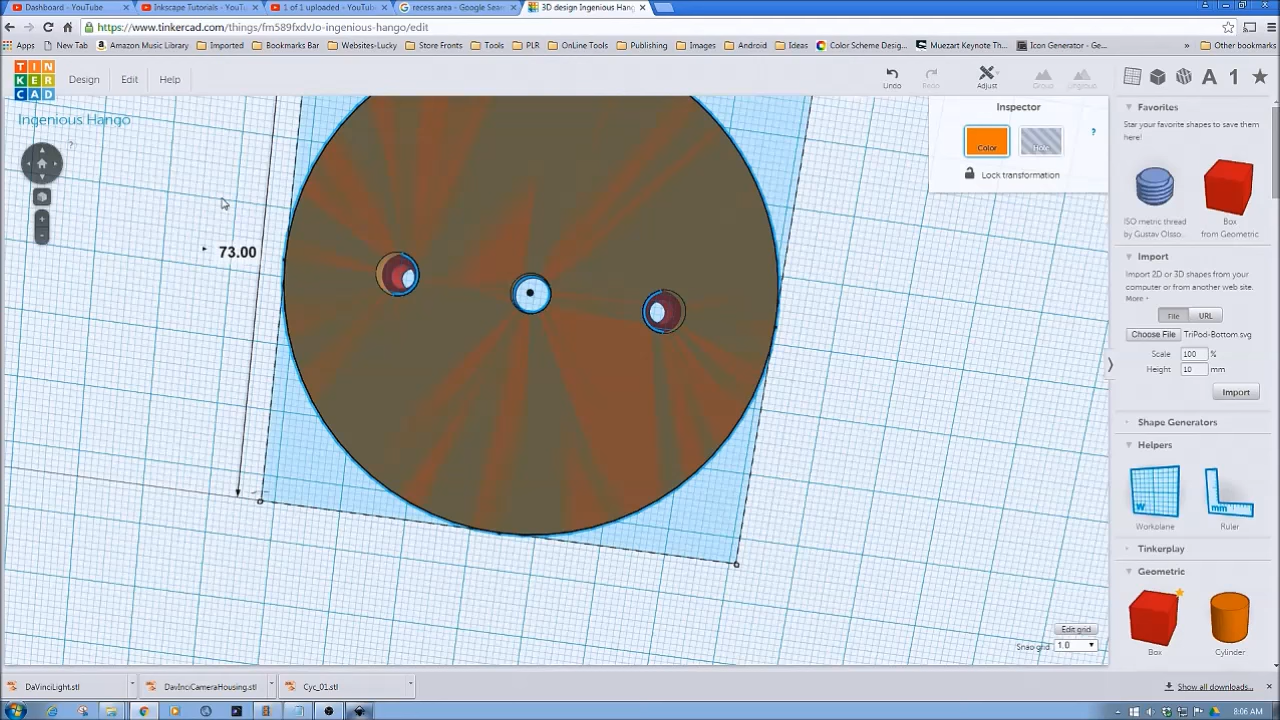 Dashboard - YouTube
Inkscape Tutorials - YouTu
1 of 1 uploaded - YouTube
recess area - Google Sear
3D design Ingenious Hang
https://www.tinkercad.com/things/fm589fxdvJo-ingenious-hango/edit
Apps
New Tab
Amazon Music Library
Imported
Bookmarks Bar
Websites-Lucky
Store Fronts
Tools
PLR
OnLine Tools
Publishing
Images
Android
Ideas
Color Scheme Desig...
Muezart Keynote Th...
Icon Generator - Ge...
»
Other bookmarks
TIN
KER
CAD
Design
Edit
Help
Undo
Redo
Adjust
Group
Ungroup
Ingenious Hango
?
Inspector
Color
Hole
?
Lock transformation
73.00
Favorites
Star your favorite shapes to save them
here!
ISO metric thread
by Gustav Olsso...
Box
from Geometric
Import
Import 2D or 3D shapes from your
computer or from another web site.
More
File
URL
Choose File
TriPod-Bottom.svg
Scale
100
%
Height
10
mm
Import
Shape Generators
Helpers
W
mm
Workplane
Ruler
Tinkerplay
Geometric
Box
Cylinder
Edit grid
Snap grid
1.0
DaVinciLight.stl
DavInciCameraHousing.stl
Cyc_01.stl
Show all downloads...
8:06 AM